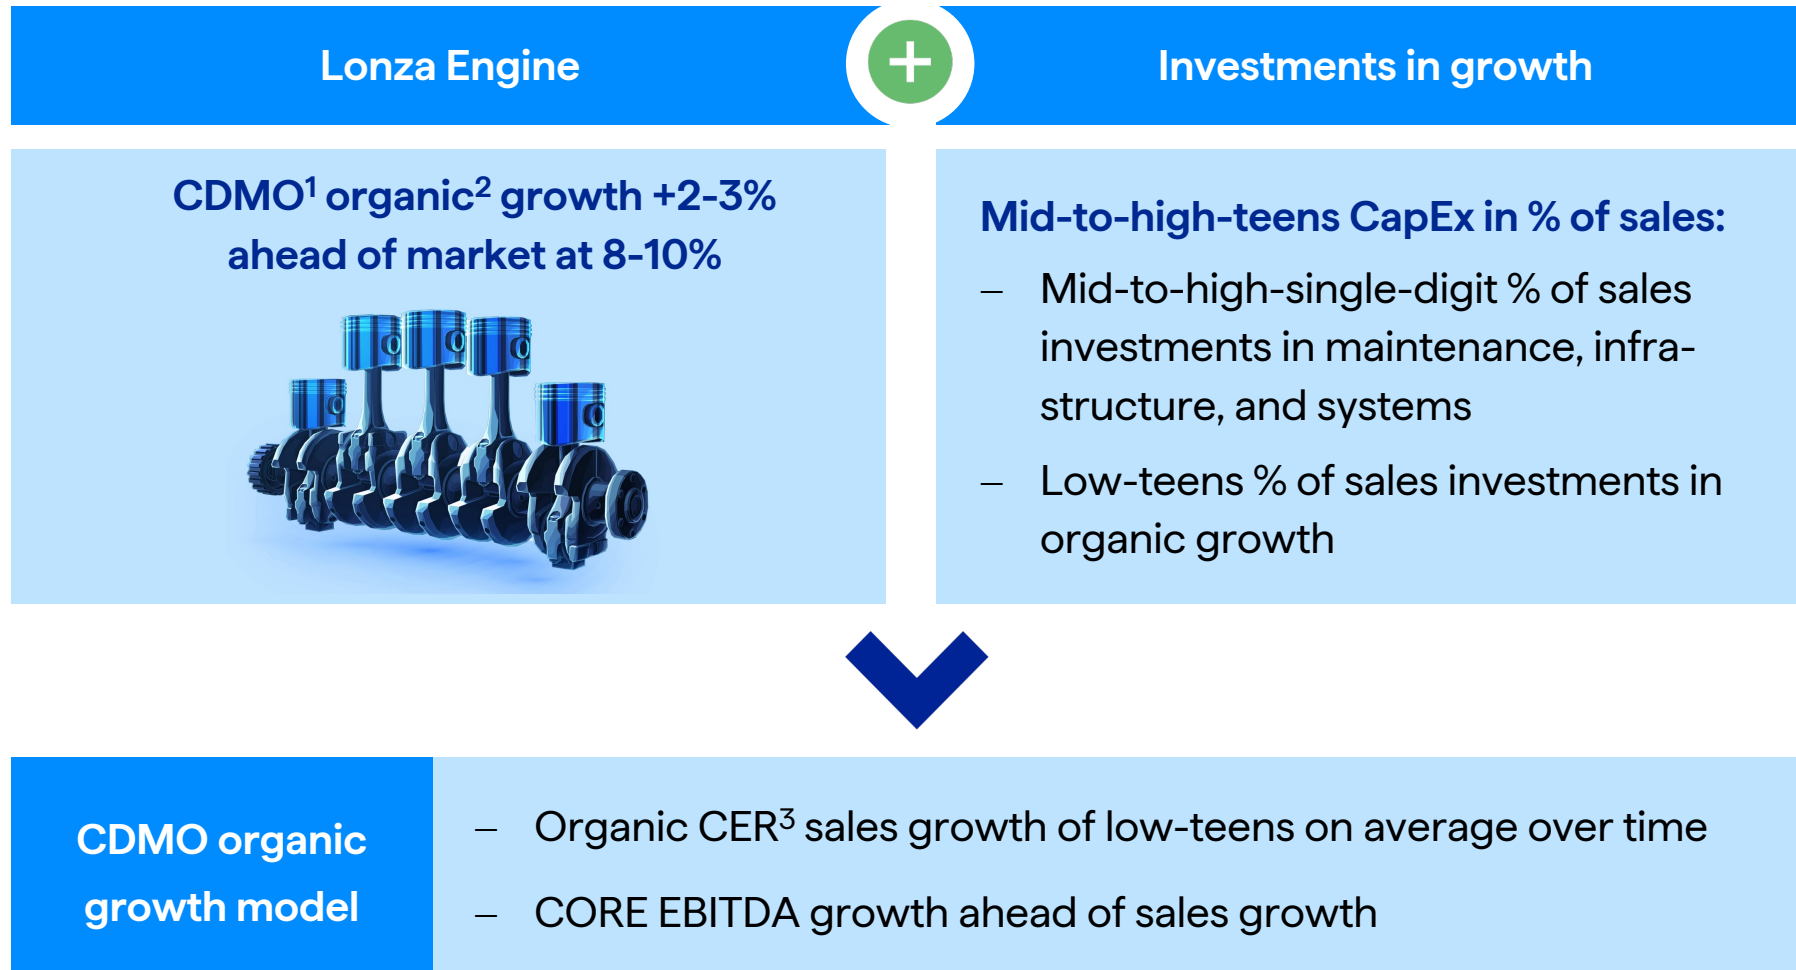 Lonza Engine
Investments in growth
CDMO¹ organic² growth +2-3%
ahead of market at 8-10%
Mid-to-high-teens CapEx in % of sales:
– Mid-to-high-single-digit % of sales
investments in maintenance, infra-
structure, and systems
– Low-teens % of sales investments in
organic growth
CDMO organic
growth model
– Organic CER³ sales growth of low-teens on average over time
– CORE EBITDA growth ahead of sales growth